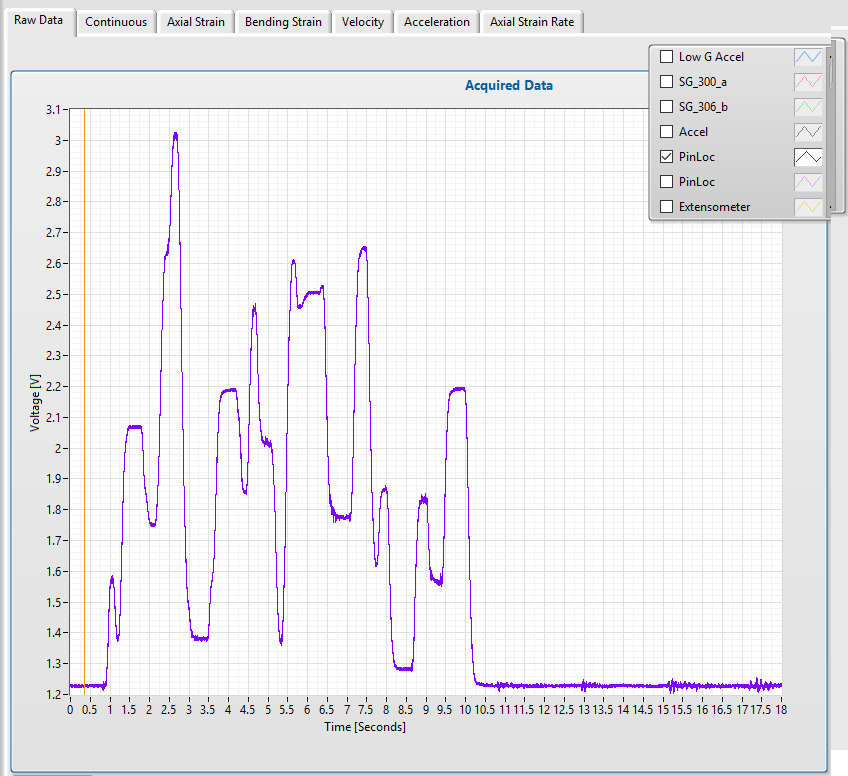 Raw Data Continuous Axial Strain Bending Strain Velocity Acceleration Axial Strain Rate
Acquired Data
Low G Accel
SG_300_a
SG_306_b
Accel
PinLoc
PinLoc
Extensometer
Voltage [V]
3.1
3
2.9
2.8
2.7
2.6
2.5
2.4
2.3
2.2
2.1
2
1.9
1.8
1.7
1.6
1.5
1.4
1.3
1.2
0 0.5 1 1.5 2 2.5 3 3.5 4 4.5 5 5.5 6 6.5 7 7.5 8 8.5 9 9.5 10 10.5 11 11.5 12 12.5 13 13.5 14 14.5 15 15.5 16 16.5 17 17.5 18
Time [Seconds]